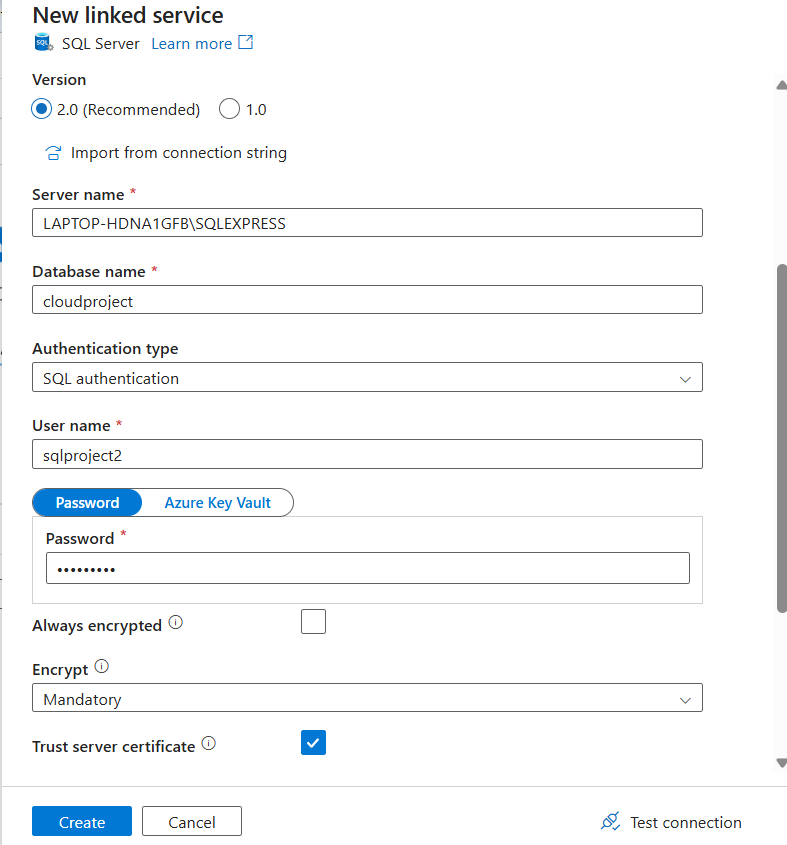 New linked service
SQL SQL Server Learn more
Version
2.0 (Recommended) 1.0
Import from connection string
Server name *
LAPTOP-HDNA1GFB\SQLEXPRESS
Database name *
cloudproject
Authentication type
SQL authentication
User name *
sqlproject2
Password Azure Key Vault
Password *
•••••••••
Always encrypted
Encrypt
Mandatory
Trust server certificate
Create Cancel Test connection